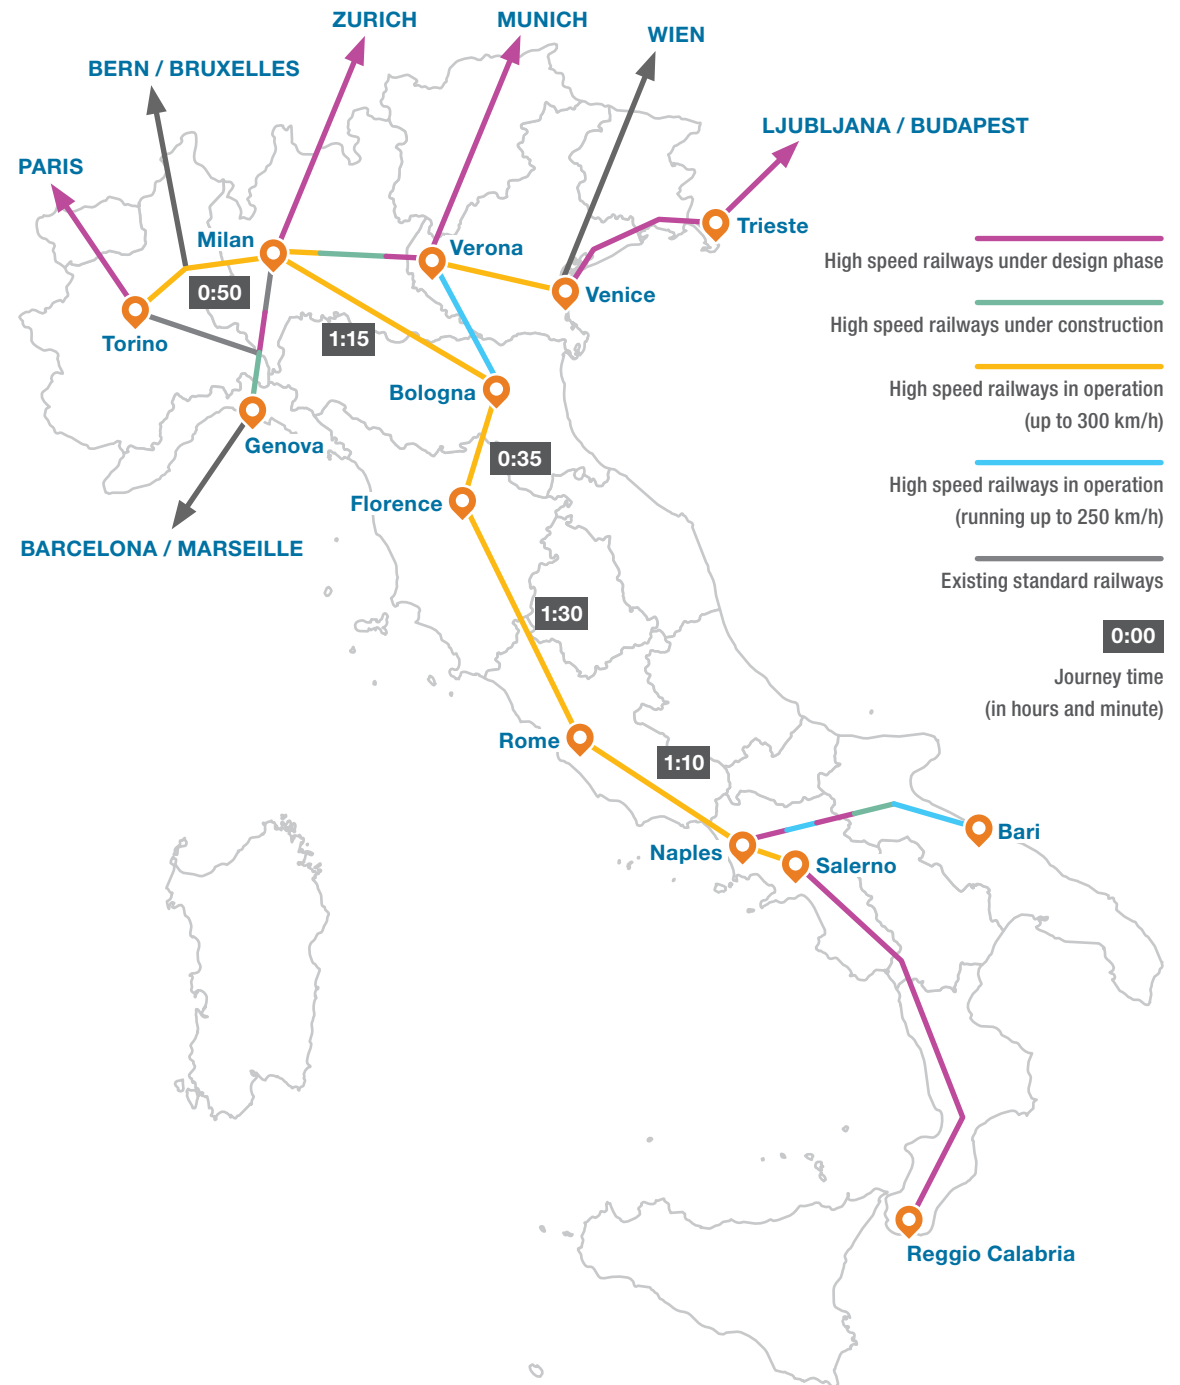 ZURICH
MUNICH
WIEN
BERN / BRUXELLES
LJUBLJANA / BUDAPEST
PARIS
Trieste
Milan
Verona
High speed railways under design phase
0:50
Venice
Torino
1:15
High speed railways under construction
Bologna
High speed railways in operation
(up to 300 km/h)
Genova
0:35
High speed railways in operation
(running up to 250 km/h)
Florence
BARCELONA / MARSEILLE
Existing standard railways
1:30
0:00
Journey time
(in hours and minute)
Rome
1:10
Bari
Naples
Salerno
Reggio Calabria